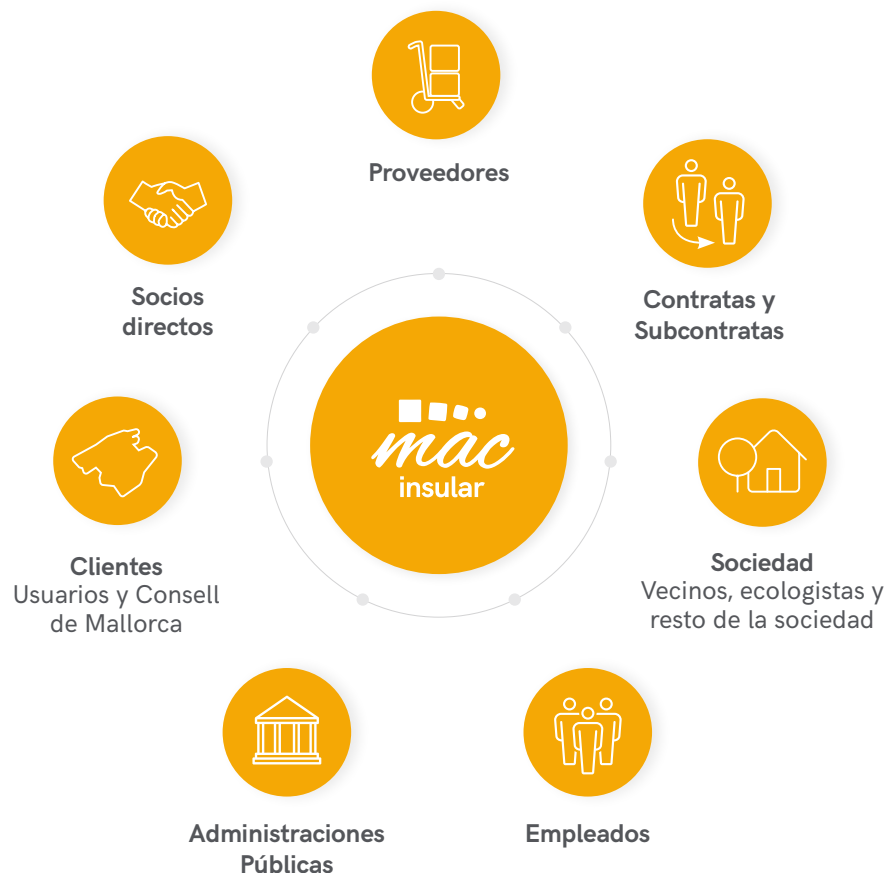 Proveedores
Socios
directos
Contratas y
Subcontratas
mac
insular
Clientes
Usuarios y Consell
de Mallorca
Sociedad
Vecinos, ecologistas y
resto de la sociedad
Administraciones
Públicas
Empleados